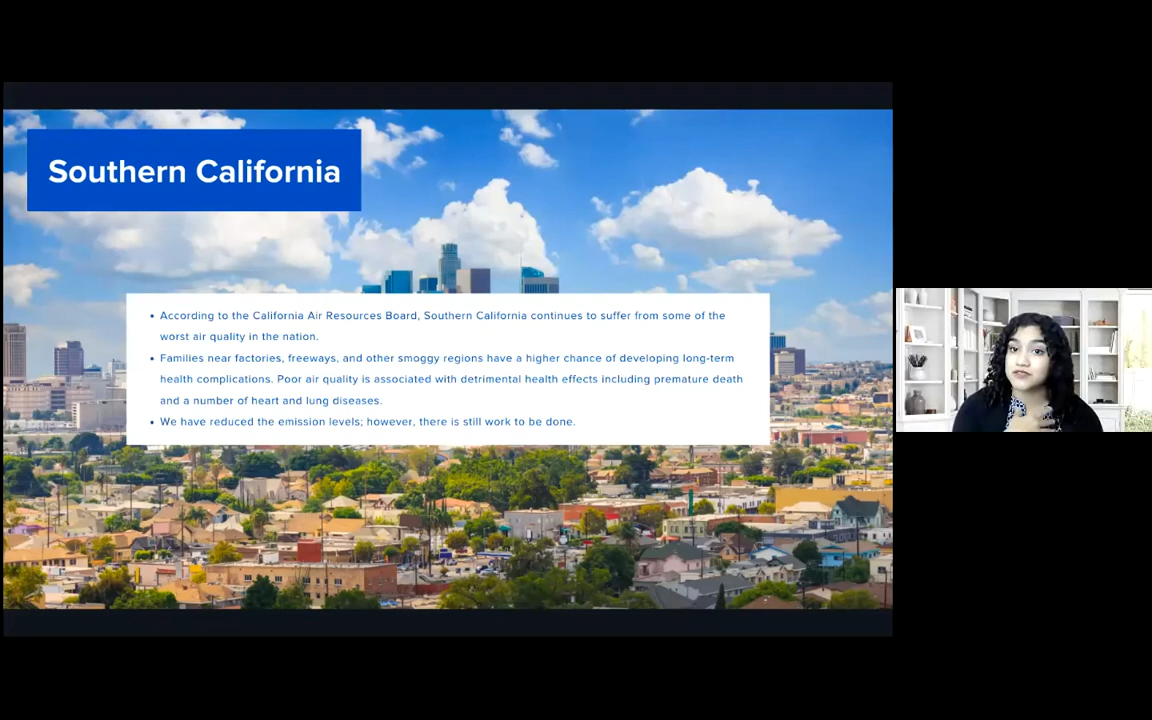 Southern California
• According to the California Air Resources Board, Southern California continues to suffer from some of the
worst air quality in the nation.
• Families near factories, freeways, and other smoggy regions have a higher chance of developing long-term
health complications. Poor air quality is associated with detrimental health effects including premature death
and a number of heart and lung diseases.
• We have reduced the emission levels; however, there is still work to be done.